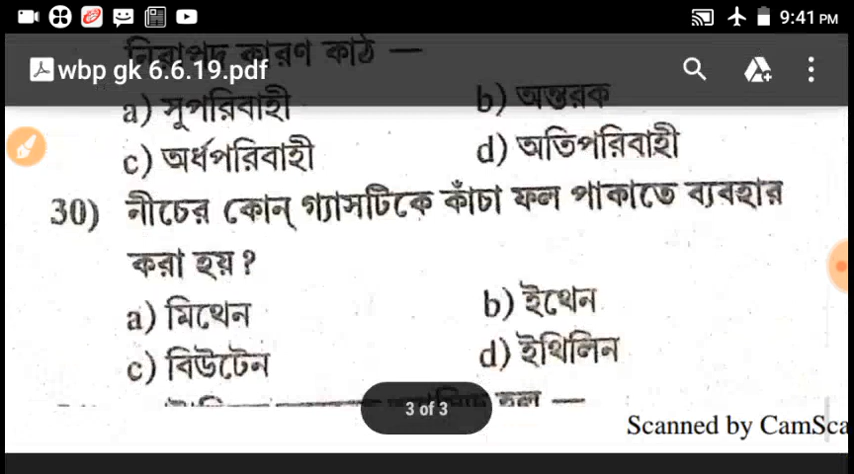 9:41 PM
নিরাপদ কারণ কাঠ —
wbp gk 6.6.19.pdf
a) সুপরিবাহী b) অন্তরক
c) অর্ধপরিবাহী d) অতিপরিবাহী
30) নীচের কোন্ গ্যাসটিকে কাঁচা ফল পাকাতে ব্যবহার
করা হয়?
a) মিথেন b) ইথেন
c) বিউটেন d) ইথিলিন
3 of 3
Scanned by CamSca